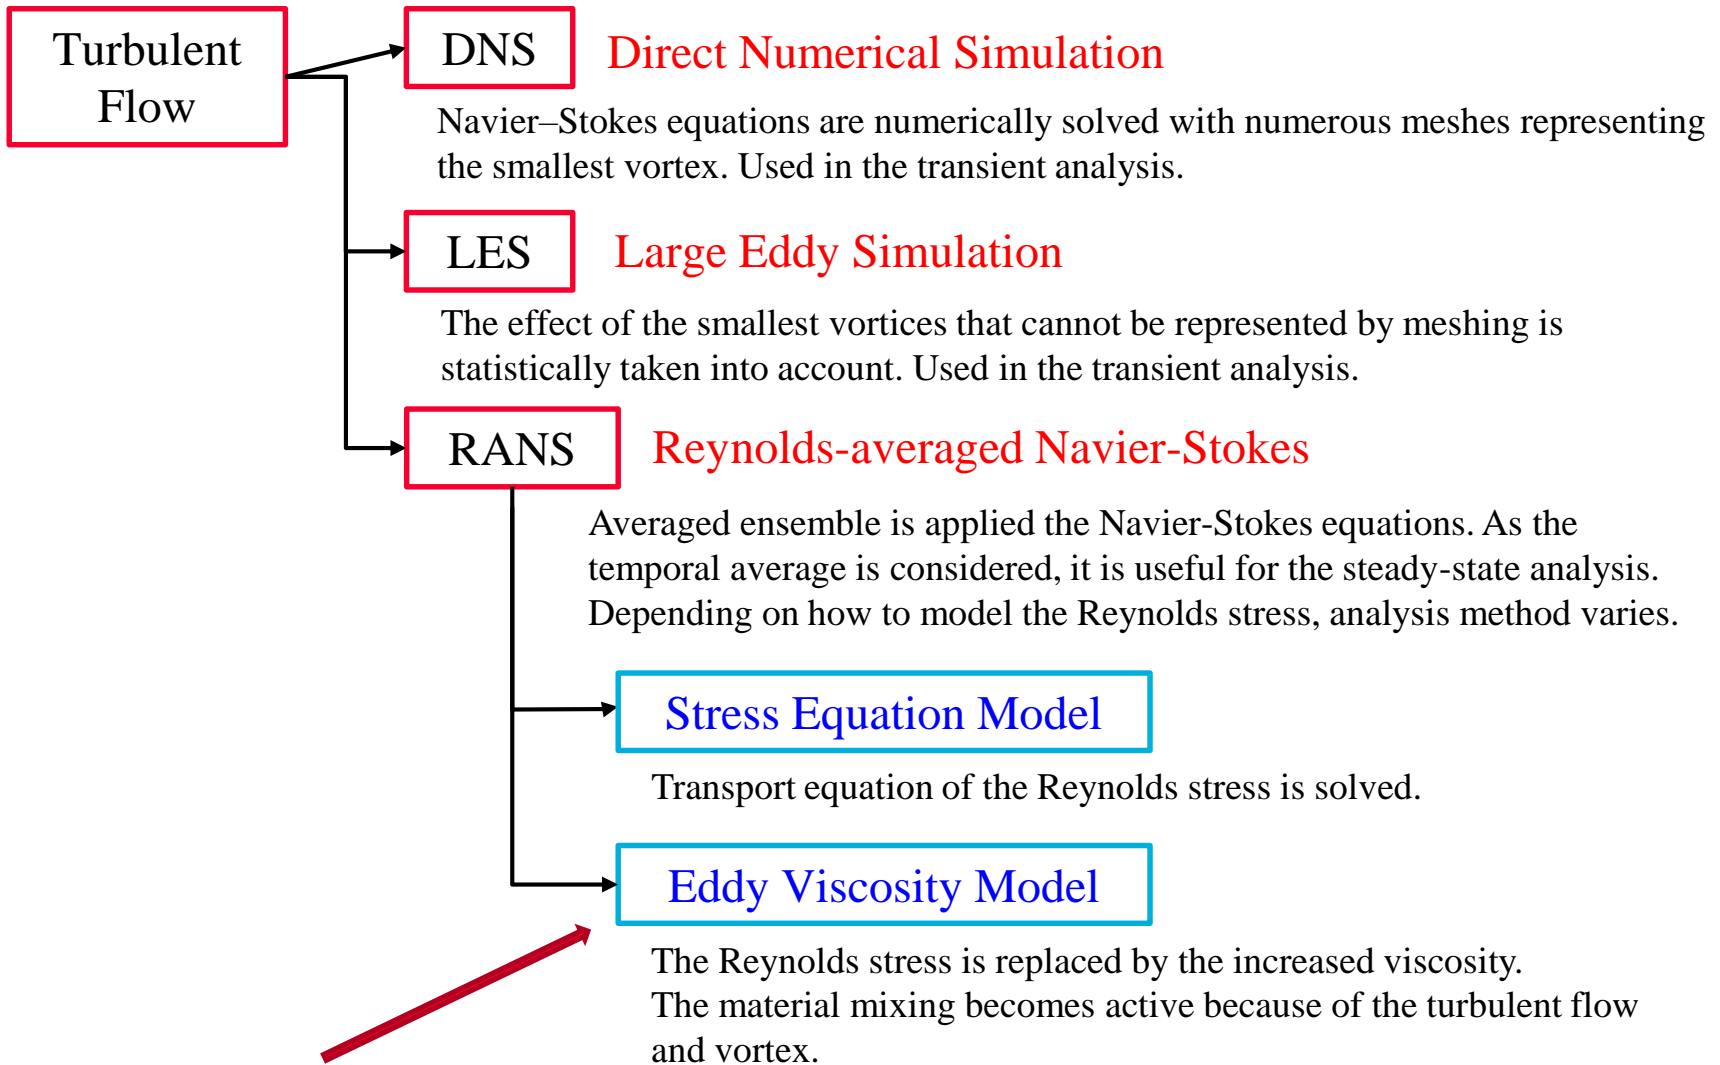 Turbulent
Flow
DNS
Direct Numerical Simulation
Navier–Stokes equations are numerically solved with numerous meshes representing
the smallest vortex. Used in the transient analysis.
LES
Large Eddy Simulation
The effect of the smallest vortices that cannot be represented by meshing is
statistically taken into account. Used in the transient analysis.
RANS
Reynolds-averaged Navier-Stokes
Averaged ensemble is applied the Navier-Stokes equations. As the
temporal average is considered, it is useful for the steady-state analysis.
Depending on how to model the Reynolds stress, analysis method varies.
Stress Equation Model
Transport equation of the Reynolds stress is solved.
Eddy Viscosity Model
The Reynolds stress is replaced by the increased viscosity.
The material mixing becomes active because of the turbulent flow
and vortex.